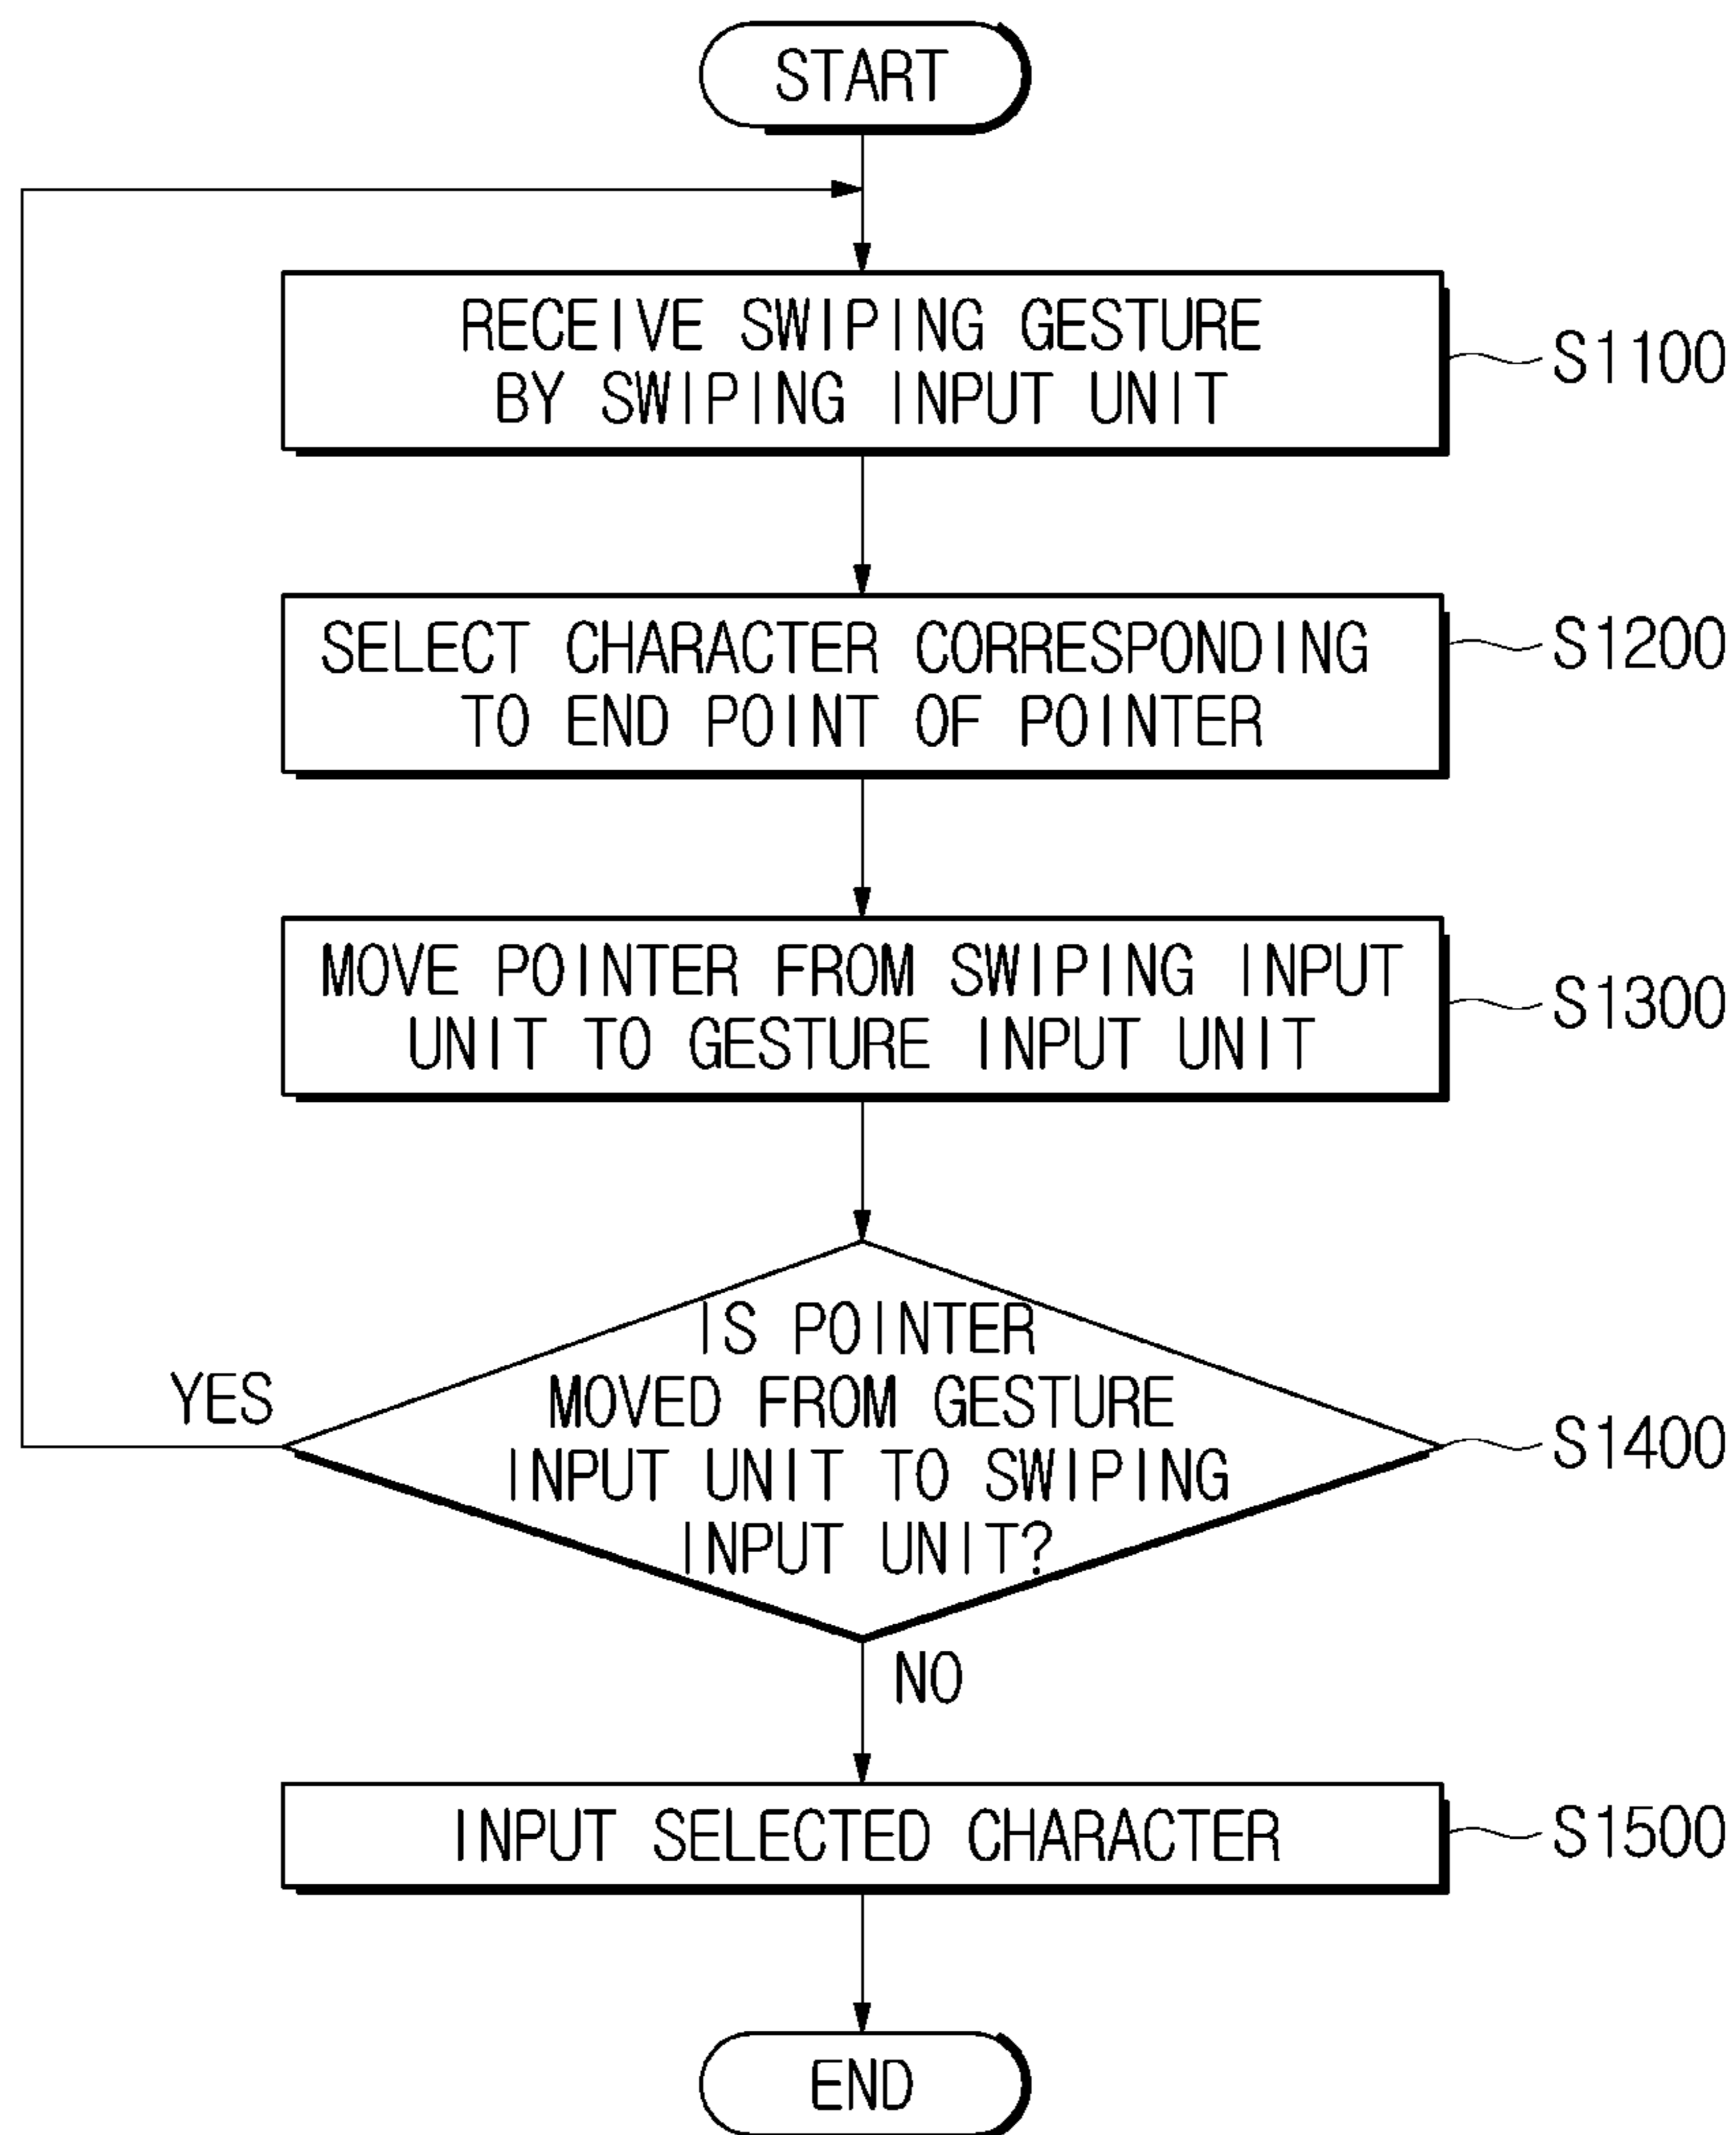 START
RECEIVE SWIPING GESTURE
BY SWIPING INPUT UNIT
S1100
SELECT CHARACTER CORRESPONDING
TO END POINT OF POINTER
S1200
MOVE POINTER FROM SWIPING INPUT
UNIT TO GESTURE INPUT UNIT
S1300
IS POINTER
MOVED FROM GESTURE
INPUT UNIT TO SWIPING
INPUT UNIT?
YES
S1400
NO
INPUT SELECTED CHARACTER
S1500
END